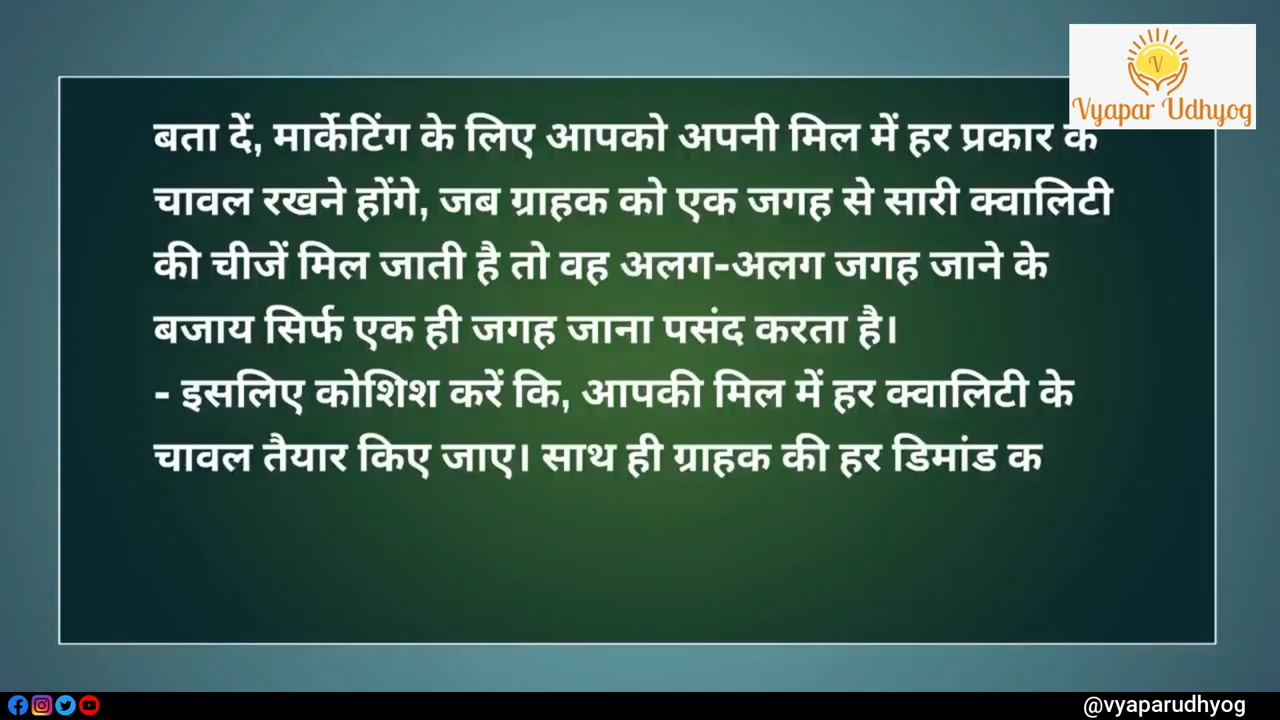 Vyapar Udhyog
बता दें, मार्केटिंग के लिए आपको अपनी मिल में हर प्रकार के
चावल रखने होंगे, जब ग्राहक को एक जगह से सारी क्वालिटी
की चीजें मिल जाती है तो वह अलग-अलग जगह जाने के
बजाय सिर्फ एक ही जगह जाना पसंद करता है।
- इसलिए कोशिश करें कि, आपकी मिल में हर क्वालिटी के
चावल तैयार किए जाए। साथ ही ग्राहक की हर डिमांड क
@vyaparudhyog